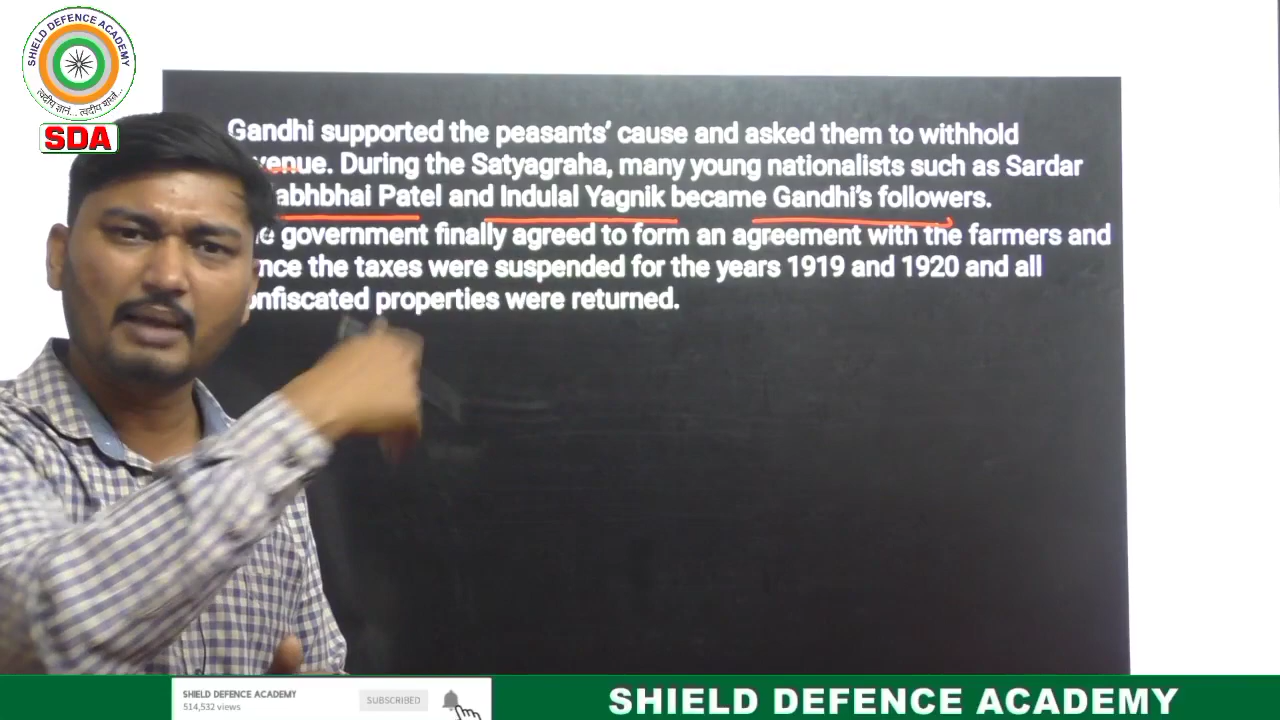 SHIELD DEFENCE ACADEMY
त्वदीय ज्ञानं... त्वदीय शास्ते...
SDA
Gandhi supported the peasants' cause and asked them to withhold
venue. During the Satyagraha, many young nationalists such as Sardar
abhbhai Patel and Indulal Yagnik became Gandhi's followers.
e government finally agreed to form an agreement with the farmers and
nce the taxes were suspended for the years 1919 and 1920 and all
onfiscated properties were returned.
SHIELD DEFENCE ACADEMY
514,532 views
SUBSCRIBED
SHIELD DEFENCE ACADEMY